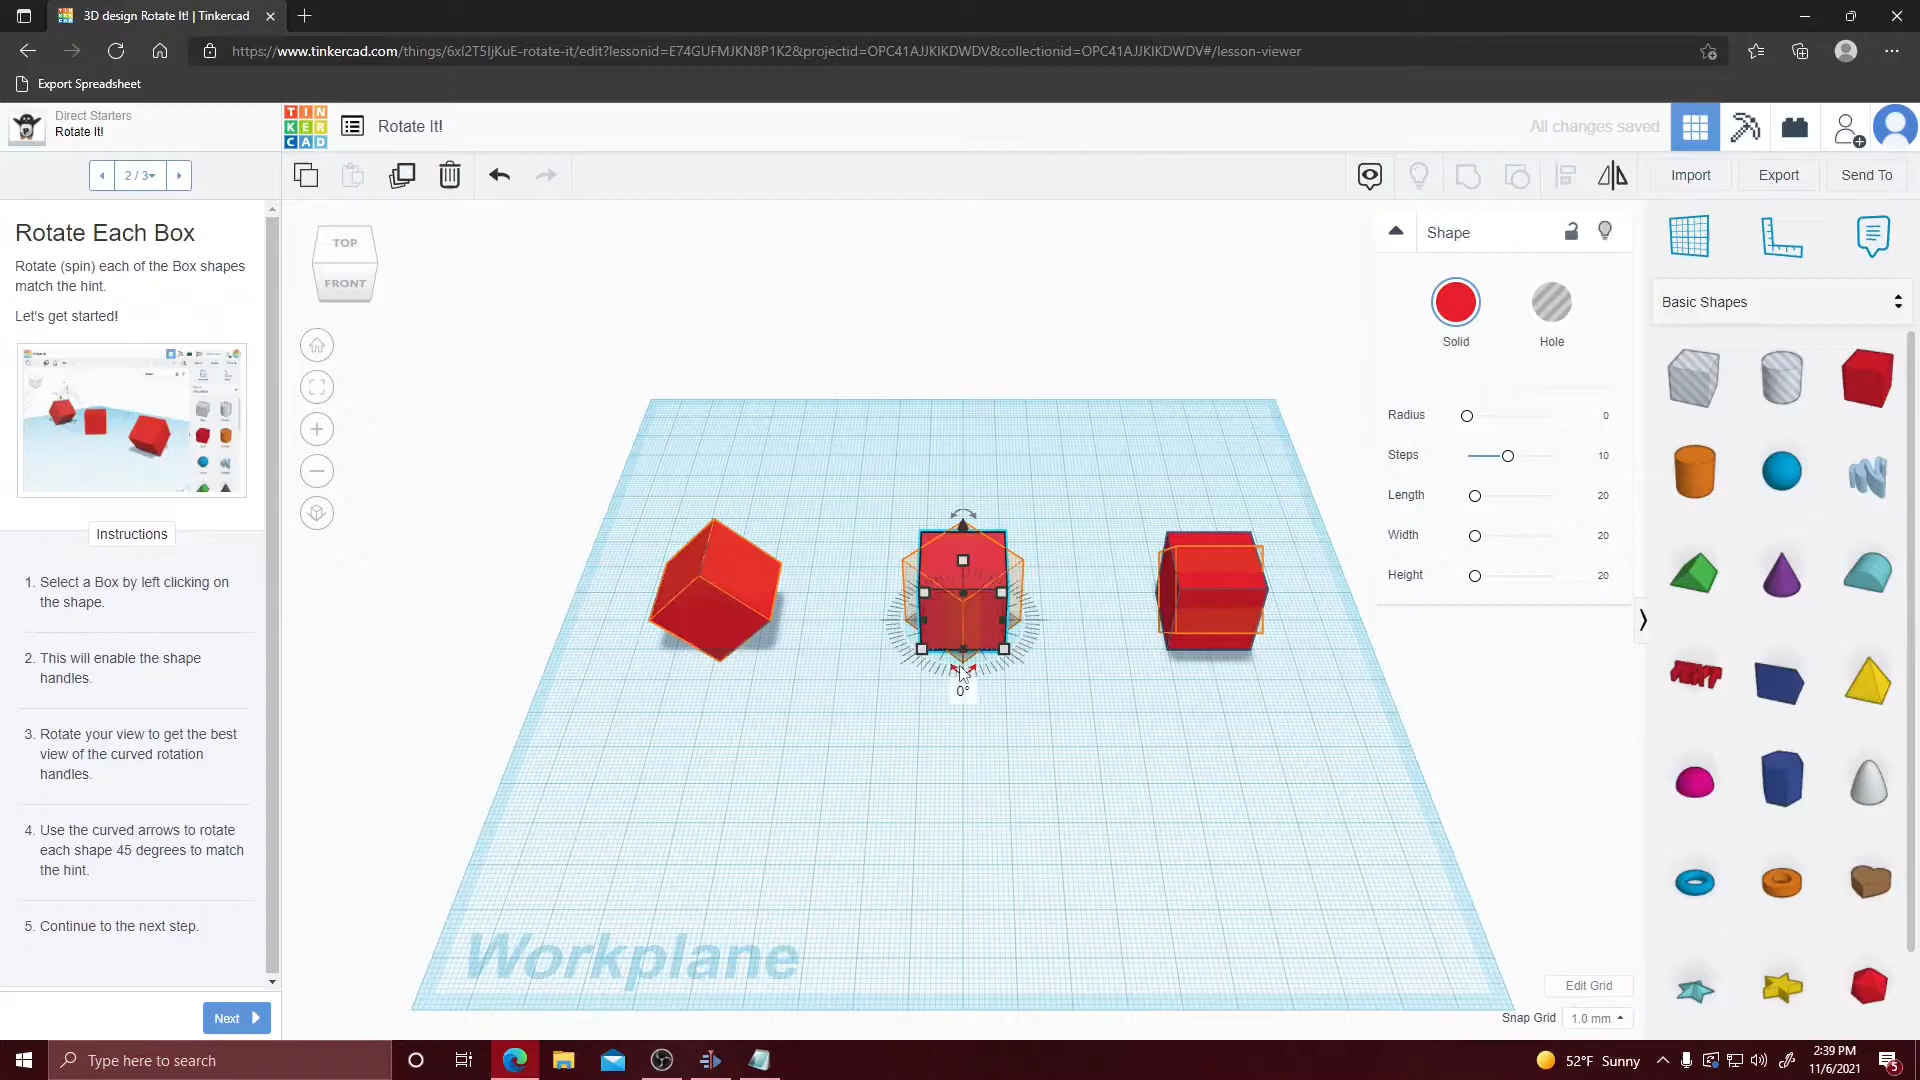 3D design Rotate It! | Tinkercad
https://www.tinkercad.com/things/6xI2T5IjKuE-rotate-it/edit?lessonid=E74GUFMJKN8P1K2&projectid=OPC41AJJKIKDWDV&collectionid=OPC41AJJKIKDWDV#/lesson-viewer
Export Spreadsheet
Direct Starters
Rotate It!
TIN
KER
CAD
Rotate It!
All changes saved
2 / 3
Import
Export
Send To
Rotate Each Box
Rotate (spin) each of the Box shapes
match the hint.
Let's get started!
Instructions
1. Select a Box by left clicking on
the shape.
2. This will enable the shape
handles.
3. Rotate your view to get the best
view of the curved rotation
handles.
4. Use the curved arrows to rotate
each shape 45 degrees to match
the hint.
5. Continue to the next step.
Next
TOP
FRONT
0°
Workplane
Shape
Solid
Hole
Radius 0
Steps 10
Length 20
Width 20
Height 20
Basic Shapes
Edit Grid
Snap Grid 1.0 mm
Type here to search
52°F Sunny
2:39 PM
11/6/2021
5